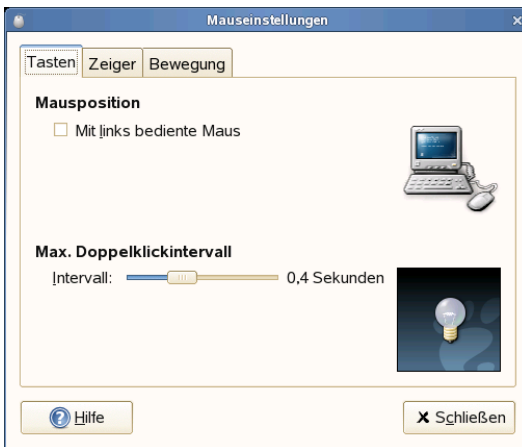 Mauseinstellungen
Tasten Zeiger Bewegung
Mausposition
Mit links bediente Maus
Max. Doppelklickintervall
Intervall: 0,4 Sekunden
Hilfe Schließen